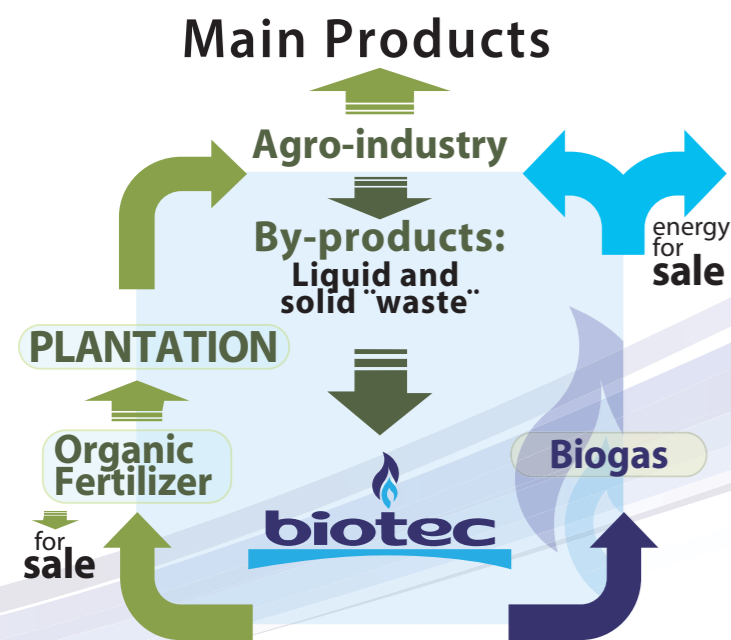 Main Products
Agro-industry
By-products:
Liquid and
solid ¨waste¨
energy
for
sale
PLANTATION
Organic
Fertilizer
Biogas
for
sale
biotec